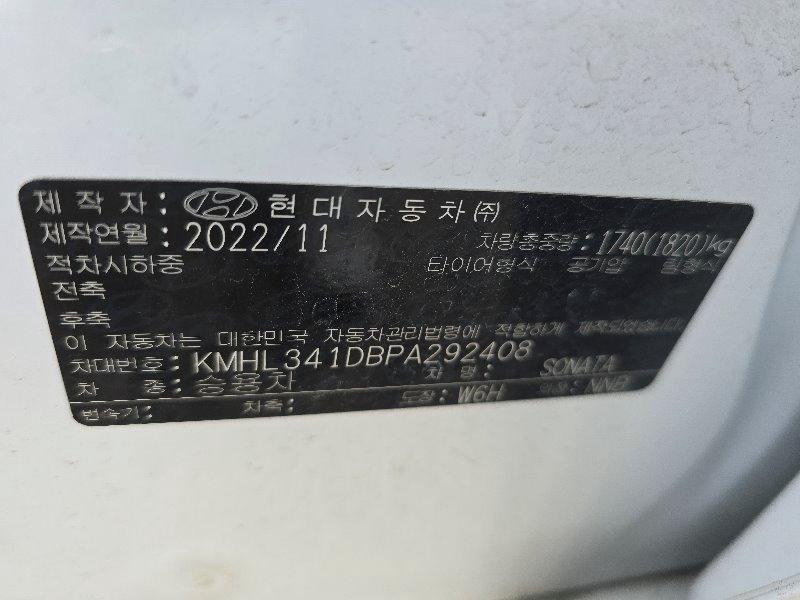 제 작 자 : 현대자동차㈜
제작연월 : 2022/11 차량총중량 : 1740(1820)kg
적차시하중 타이어형식 공기압 림형식
전축
후축
이 자동차는 대한민국 자동차관리법령에 적합하게 제작되었습니다.
차대번호 : KMHL341DBPA292408
차 종 : 승용차 차 명 : SONATA
변속기 : 차축 : 도장 : W6H 의장 : NNB